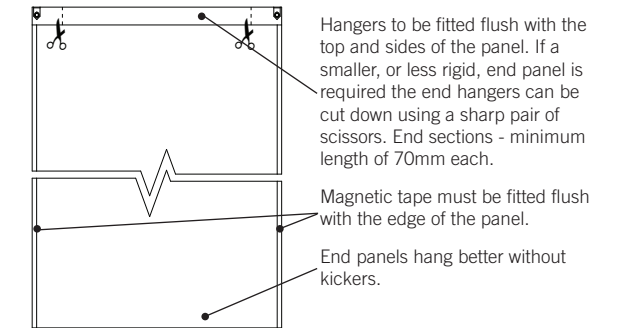 Hangers to be fitted flush with the
top and sides of the panel. If a
smaller, or less rigid, end panel is
required the end hangers can be
cut down using a sharp pair of
scissors. End sections - minimum
length of 70mm each.
Magnetic tape must be fitted flush
with the edge of the panel.
End panels hang better without
kickers.